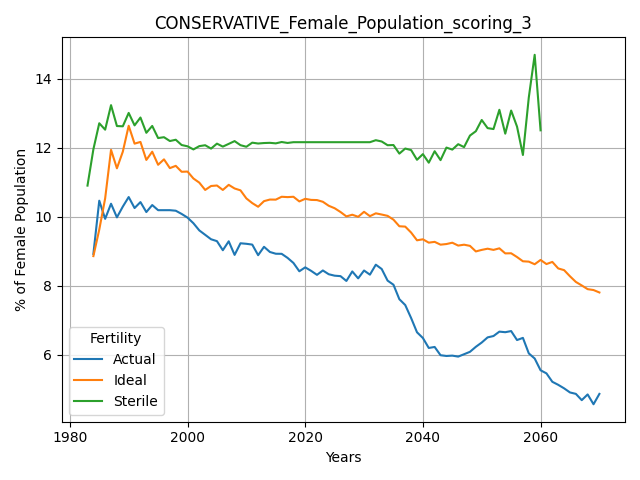 CONSERVATIVE_Female_Population_scoring_3
% of Female Population
14
12
10
8
6
Fertility
Actual
Ideal
Sterile
1980
2000
2020
2040
2060
Years